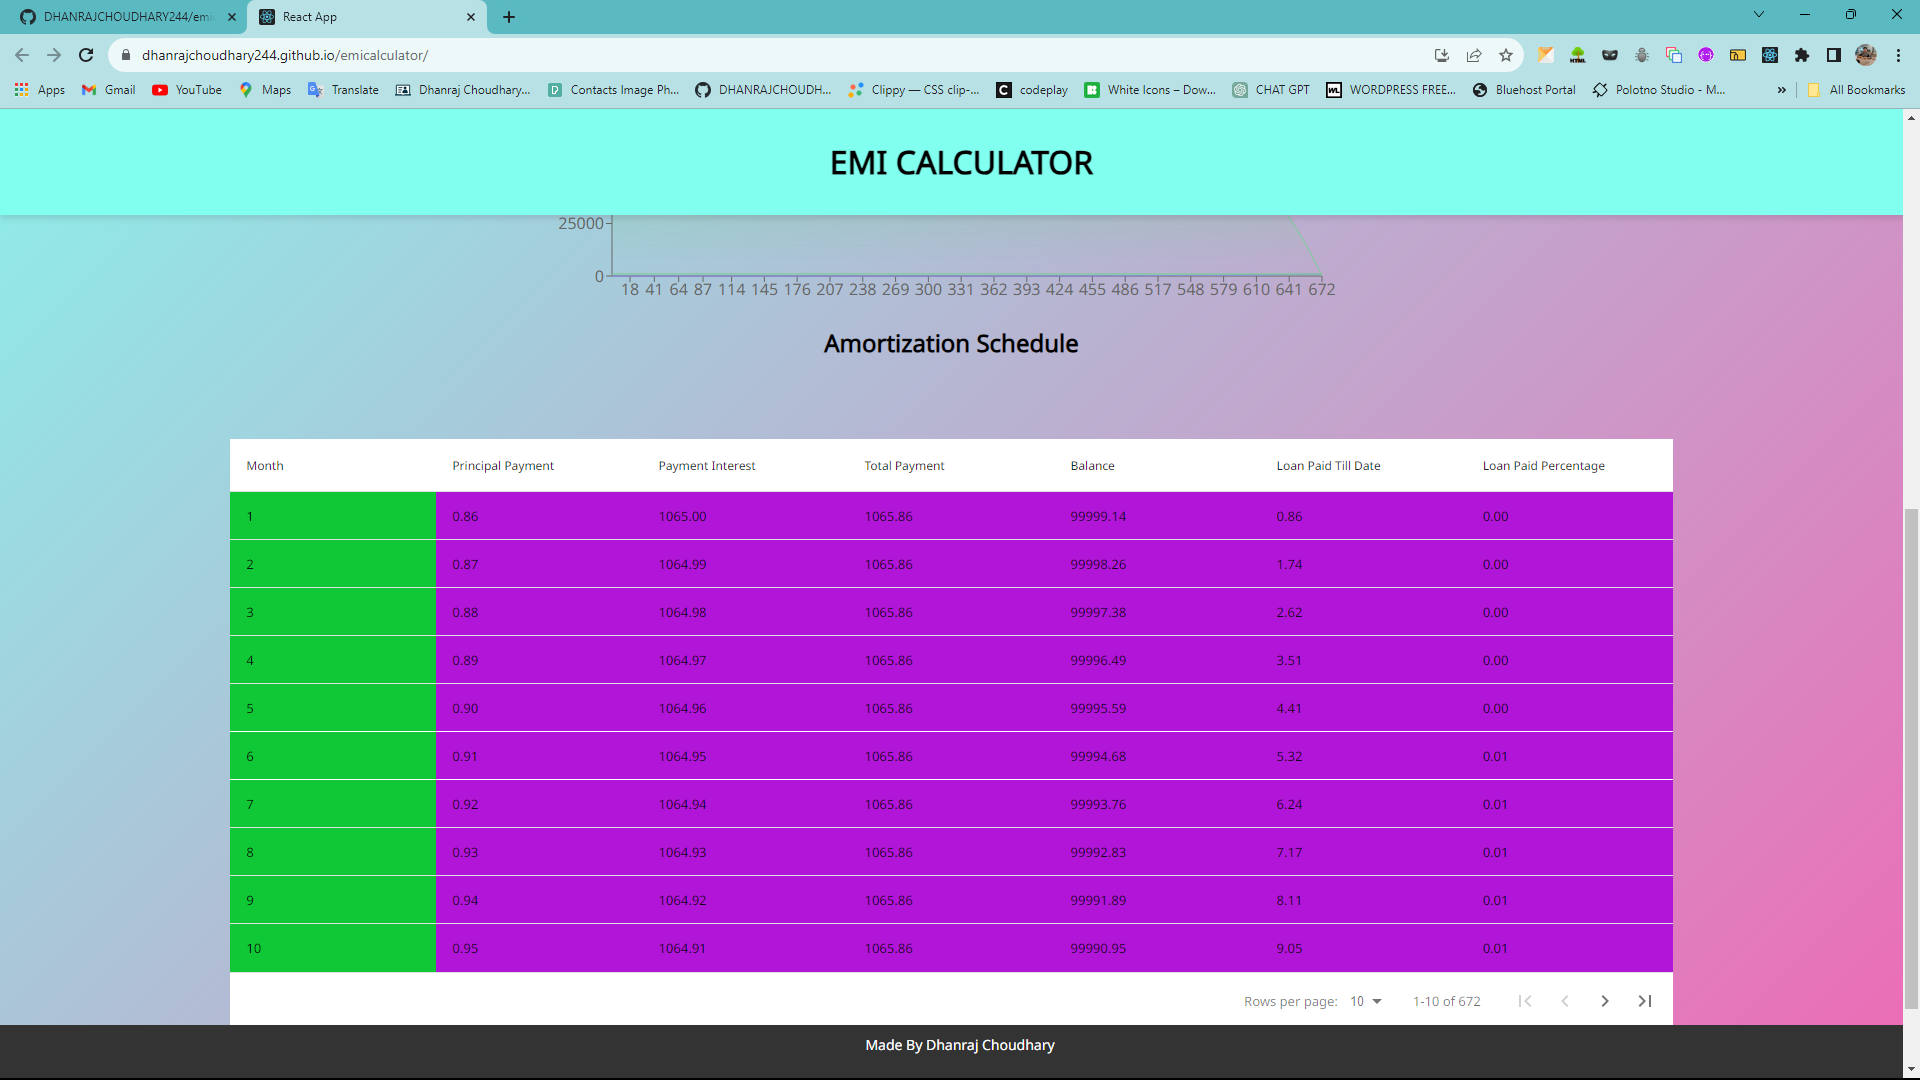 DHANRAJCHOUDHARY244/emi
React App
dhanrajchoudhary244.github.io/emicalculator/
Apps Gmail YouTube Maps Translate Dhanraj Choudhary... Contacts Image Ph... DHANRAJCHOUDH... Clippy — CSS clip-... codeplay White Icons – Dow... CHAT GPT WORDPRESS FREE... Bluehost Portal Polotno Studio - M... » All Bookmarks
EMI CALCULATOR
25000
0
18 41 64 87 114 145 176 207 238 269 300 331 362 393 424 455 486 517 548 579 610 641 672
Amortization Schedule
Month Principal Payment Payment Interest Total Payment Balance Loan Paid Till Date Loan Paid Percentage
1 0.86 1065.00 1065.86 99999.14 0.86 0.00
2 0.87 1064.99 1065.86 99998.26 1.74 0.00
3 0.88 1064.98 1065.86 99997.38 2.62 0.00
4 0.89 1064.97 1065.86 99996.49 3.51 0.00
5 0.90 1064.96 1065.86 99995.59 4.41 0.00
6 0.91 1064.95 1065.86 99994.68 5.32 0.01
7 0.92 1064.94 1065.86 99993.76 6.24 0.01
8 0.93 1064.93 1065.86 99992.83 7.17 0.01
9 0.94 1064.92 1065.86 99991.89 8.11 0.01
10 0.95 1064.91 1065.86 99990.95 9.05 0.01
Rows per page: 10 1-10 of 672
Made By Dhanraj Choudhary